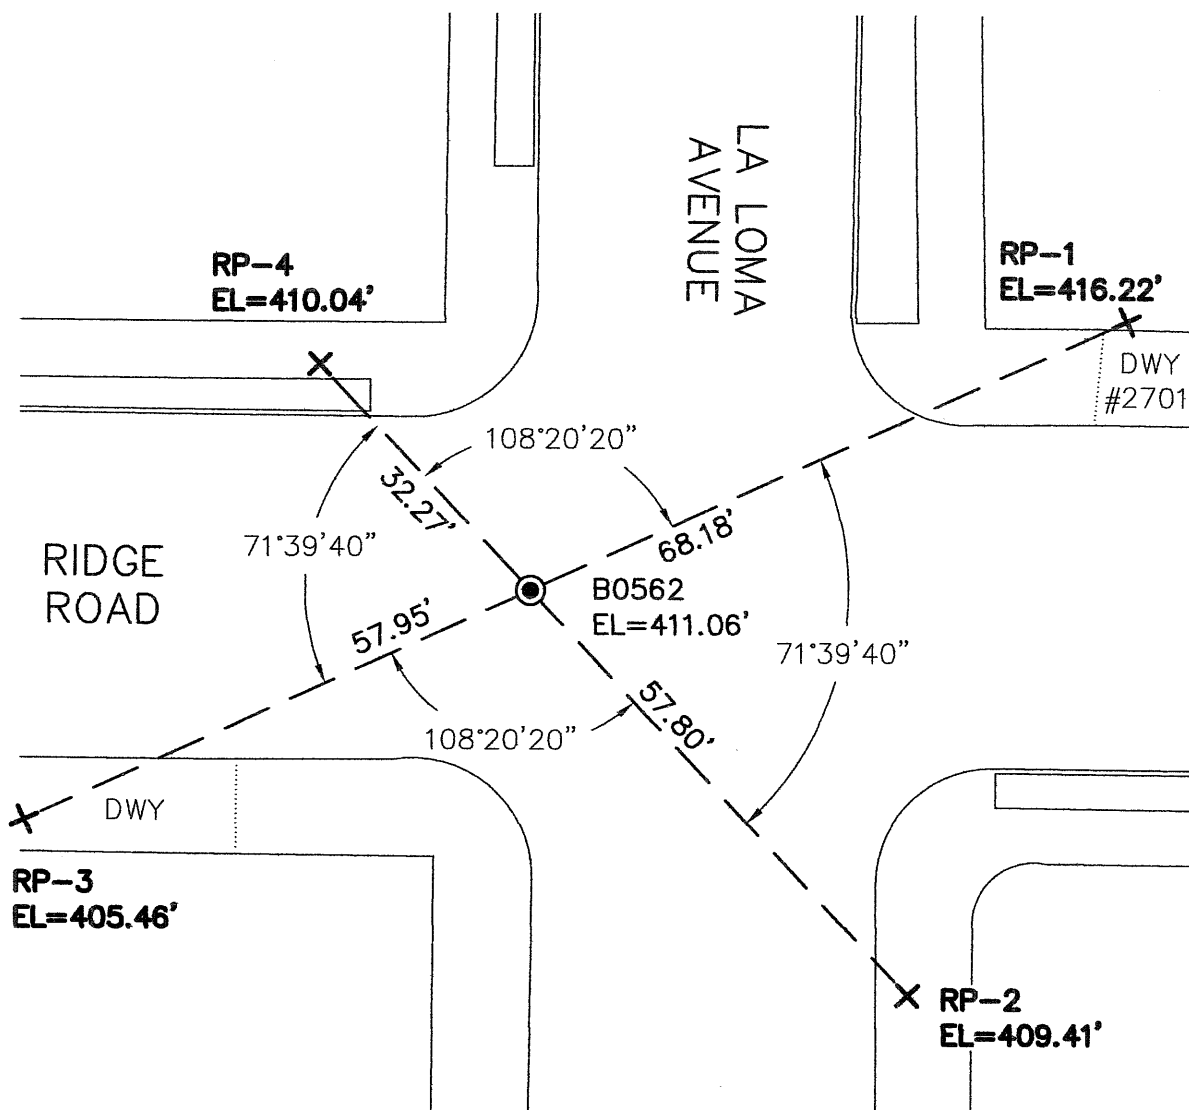 LA LOMA
AVENUE
RP-4
EL=410.04'
RP-1
EL=416.22'
DWY
#2701
108°20'20"
32.27'
68.18'
71°39'40"
RIDGE
ROAD
B0562
EL=411.06'
57.95'
71°39'40"
57.80'
108°20'20"
DWY
RP-3
EL=405.46'
RP-2
EL=409.41'